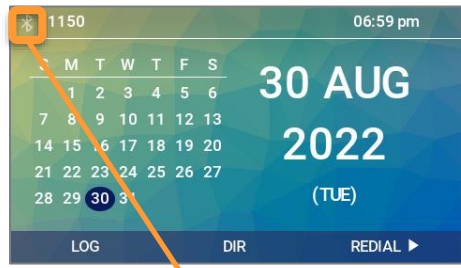 1150 06:59 pm
S M T W T F S
1 2 3 4 5 6
7 8 9 10 11 12 13
14 15 16 17 18 19 20
21 22 23 24 25 26 27
28 29 30 31
30 AUG
2022
(TUE)
LOG DIR REDIAL ▶